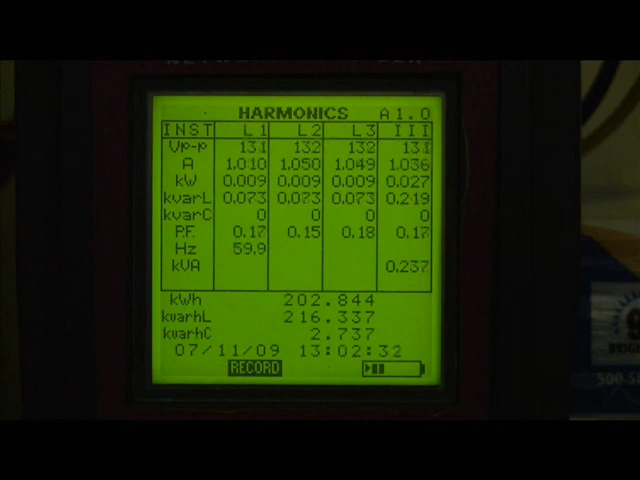 HARMONICS A 1.0
INST L1 L2 L3 III
Vp-p 131 132 132 131
A 1.010 1.050 1.049 1.036
kW 0.009 0.009 0.009 0.027
kvarL 0.073 0.073 0.073 0.219
kvarC 0 0 0 0
P.F. 0.17 0.15 0.18 0.17
Hz 59.9
kVA 0.237
kWh 202.844
kvarhL 216.337
kvarhC 2.737
07/11/09 13:02:32
RECORD